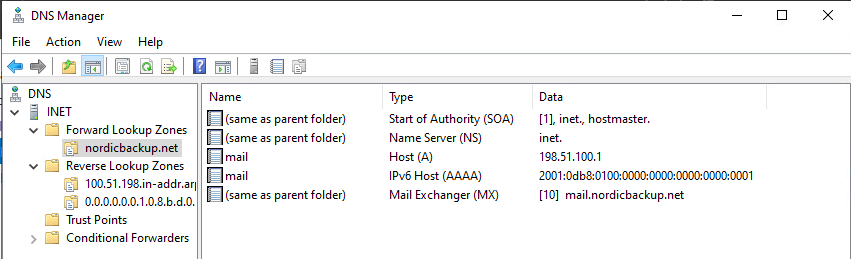 DNS Manager
File Action View Help
DNS
INET
Forward Lookup Zones
nordicbackup.net
Reverse Lookup Zones
100.51.198.in-addr.arp
0.0.0.0.0.1.0.8.b.d.0.
Trust Points
Conditional Forwarders
Name Type Data
(same as parent folder) Start of Authority (SOA) [1], inet., hostmaster.
(same as parent folder) Name Server (NS) inet.
mail Host (A) 198.51.100.1
mail IPv6 Host (AAAA) 2001:0db8:0100:0000:0000:0000:0000:0001
(same as parent folder) Mail Exchanger (MX) [10] mail.nordicbackup.net